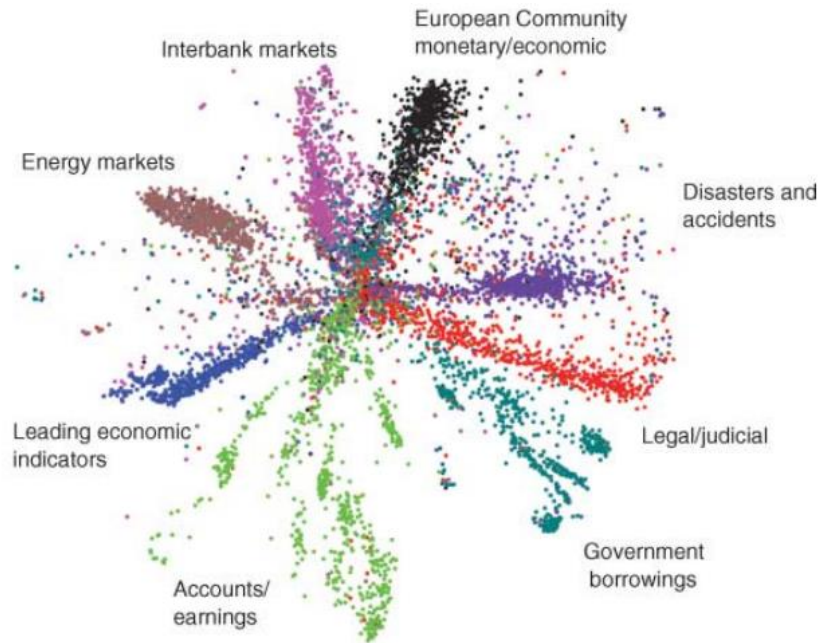 European Community
monetary/economic
Interbank markets
Energy markets
Disasters and
accidents
Leading economic
indicators
Legal/judicial
Government
borrowings
Accounts/
earnings